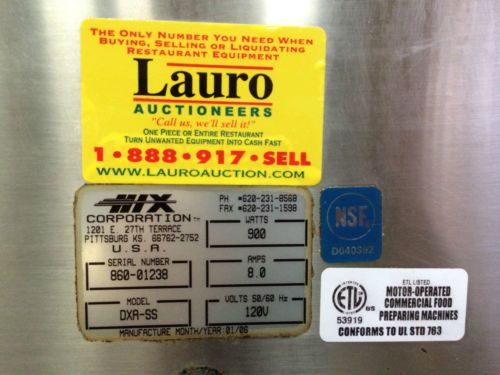 The Only Number You Need When
Buying, Selling or Liquidating
Restaurant Equipment
Lauro
AUCTIONEERS
"Call us, we'll sell it!"
One Piece or Entire Restaurant
Turn Unwanted Equipment Into Cash Fast
1•888•917•SELL
www.LauroAuction.com
HIX
CORPORATION™
1201 E. 27TH TERRACE
PITTSBURG KS. 66762-2752
U.S.A.
PH #620-231-8568
FAX #620-231-1598
SERIAL NUMBER
860-01238
MODEL
DXA-SS
WATTS
900
AMPS
8.0
VOLTS 50/60 Hz
120V
MANUFACTURE MONTH/YEAR:01/06
NSF
D040392
ETL
53919
ETL LISTED
MOTOR-OPERATED
COMMERCIAL FOOD
PREPARING MACHINES
CONFORMS TO UL STD 763